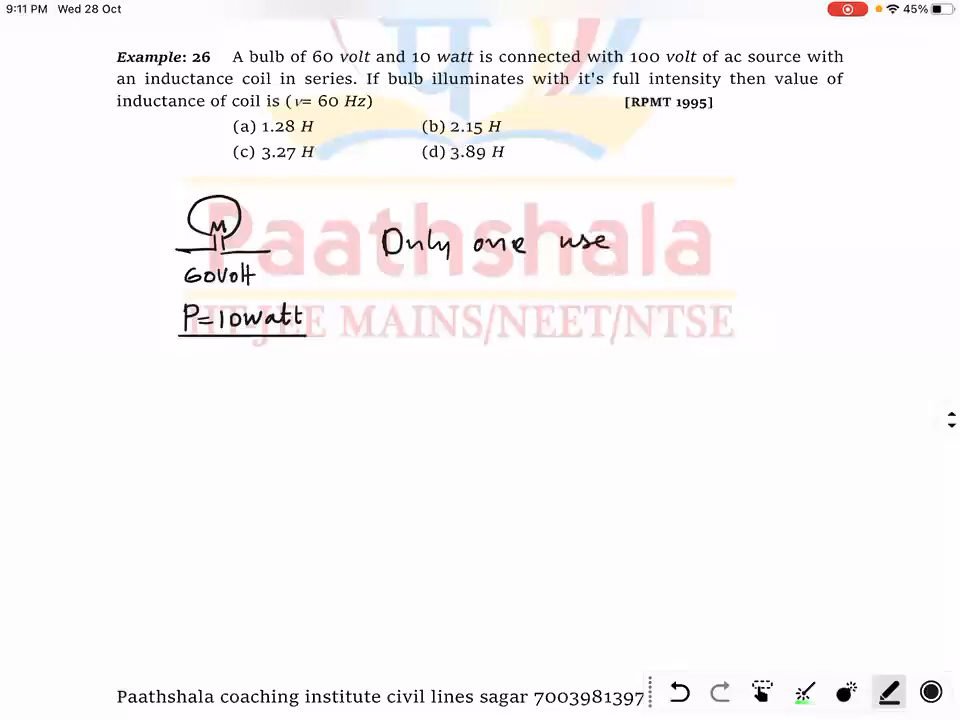 9:11 PM Wed 28 Oct 45%
Example: 26 A bulb of 60 volt and 10 watt is connected with 100 volt of ac source with
an inductance coil in series. If bulb illuminates with it's full intensity then value of
inductance of coil is (ν= 60 Hz) [RPMT 1995]
(a) 1.28 H (b) 2.15 H
(c) 3.27 H (d) 3.89 H
प
Paathshala
Only one use
60Volt
P=10watt
IIT-JEE MAINS/NEET/NTSE
Paathshala coaching institute civil lines sagar 7003981397